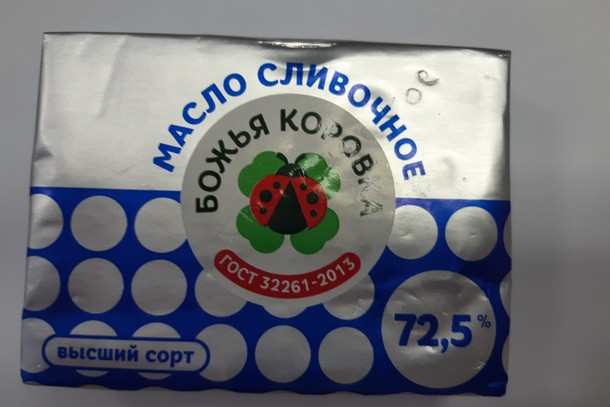 МАСЛО СЛИВОЧНОЕ
БОЖЬЯ КОРОВКА
ГОСТ 32261-2013
72,5%
высший сорт